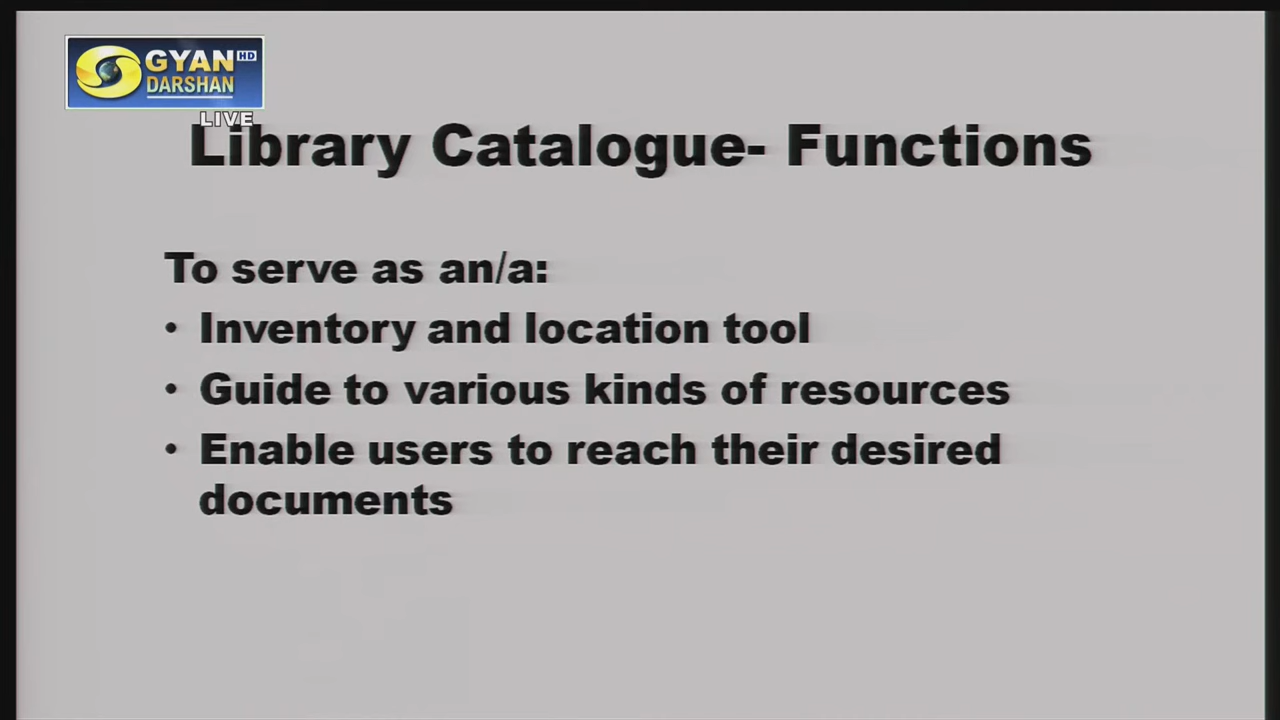 GYAN HD
DARSHAN
LIVE
Library Catalogue- Functions
To serve as an/a:
• Inventory and location tool
• Guide to various kinds of resources
• Enable users to reach their desired
documents